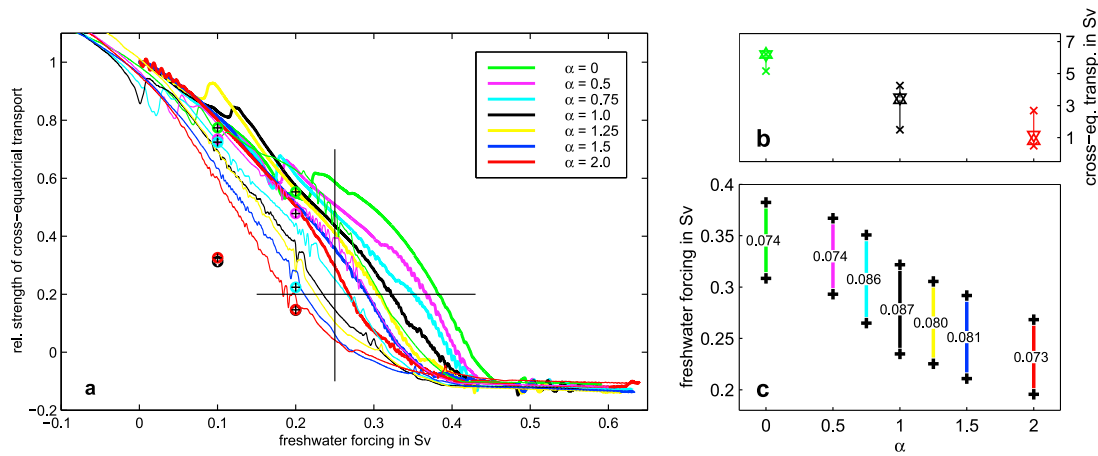 1
0.8
0.6
0.4
0.2
0
−0.2
rel. strength of cross−equatorial transport
−0.1 0 0.1 0.2 0.3 0.4 0.5 0.6
freshwater forcing in Sv
a
α = 0
α = 0.5
α = 0.75
α = 1.0
α = 1.25
α = 1.5
α = 2.0
b
7
5
3
1
cross−eq. transp. in Sv
0.4
0.35
0.3
0.25
0.2
freshwater forcing in Sv
0.074
0.074
0.086
0.087
0.080
0.081
0.073
c
0 0.5 1 1.5 2
α